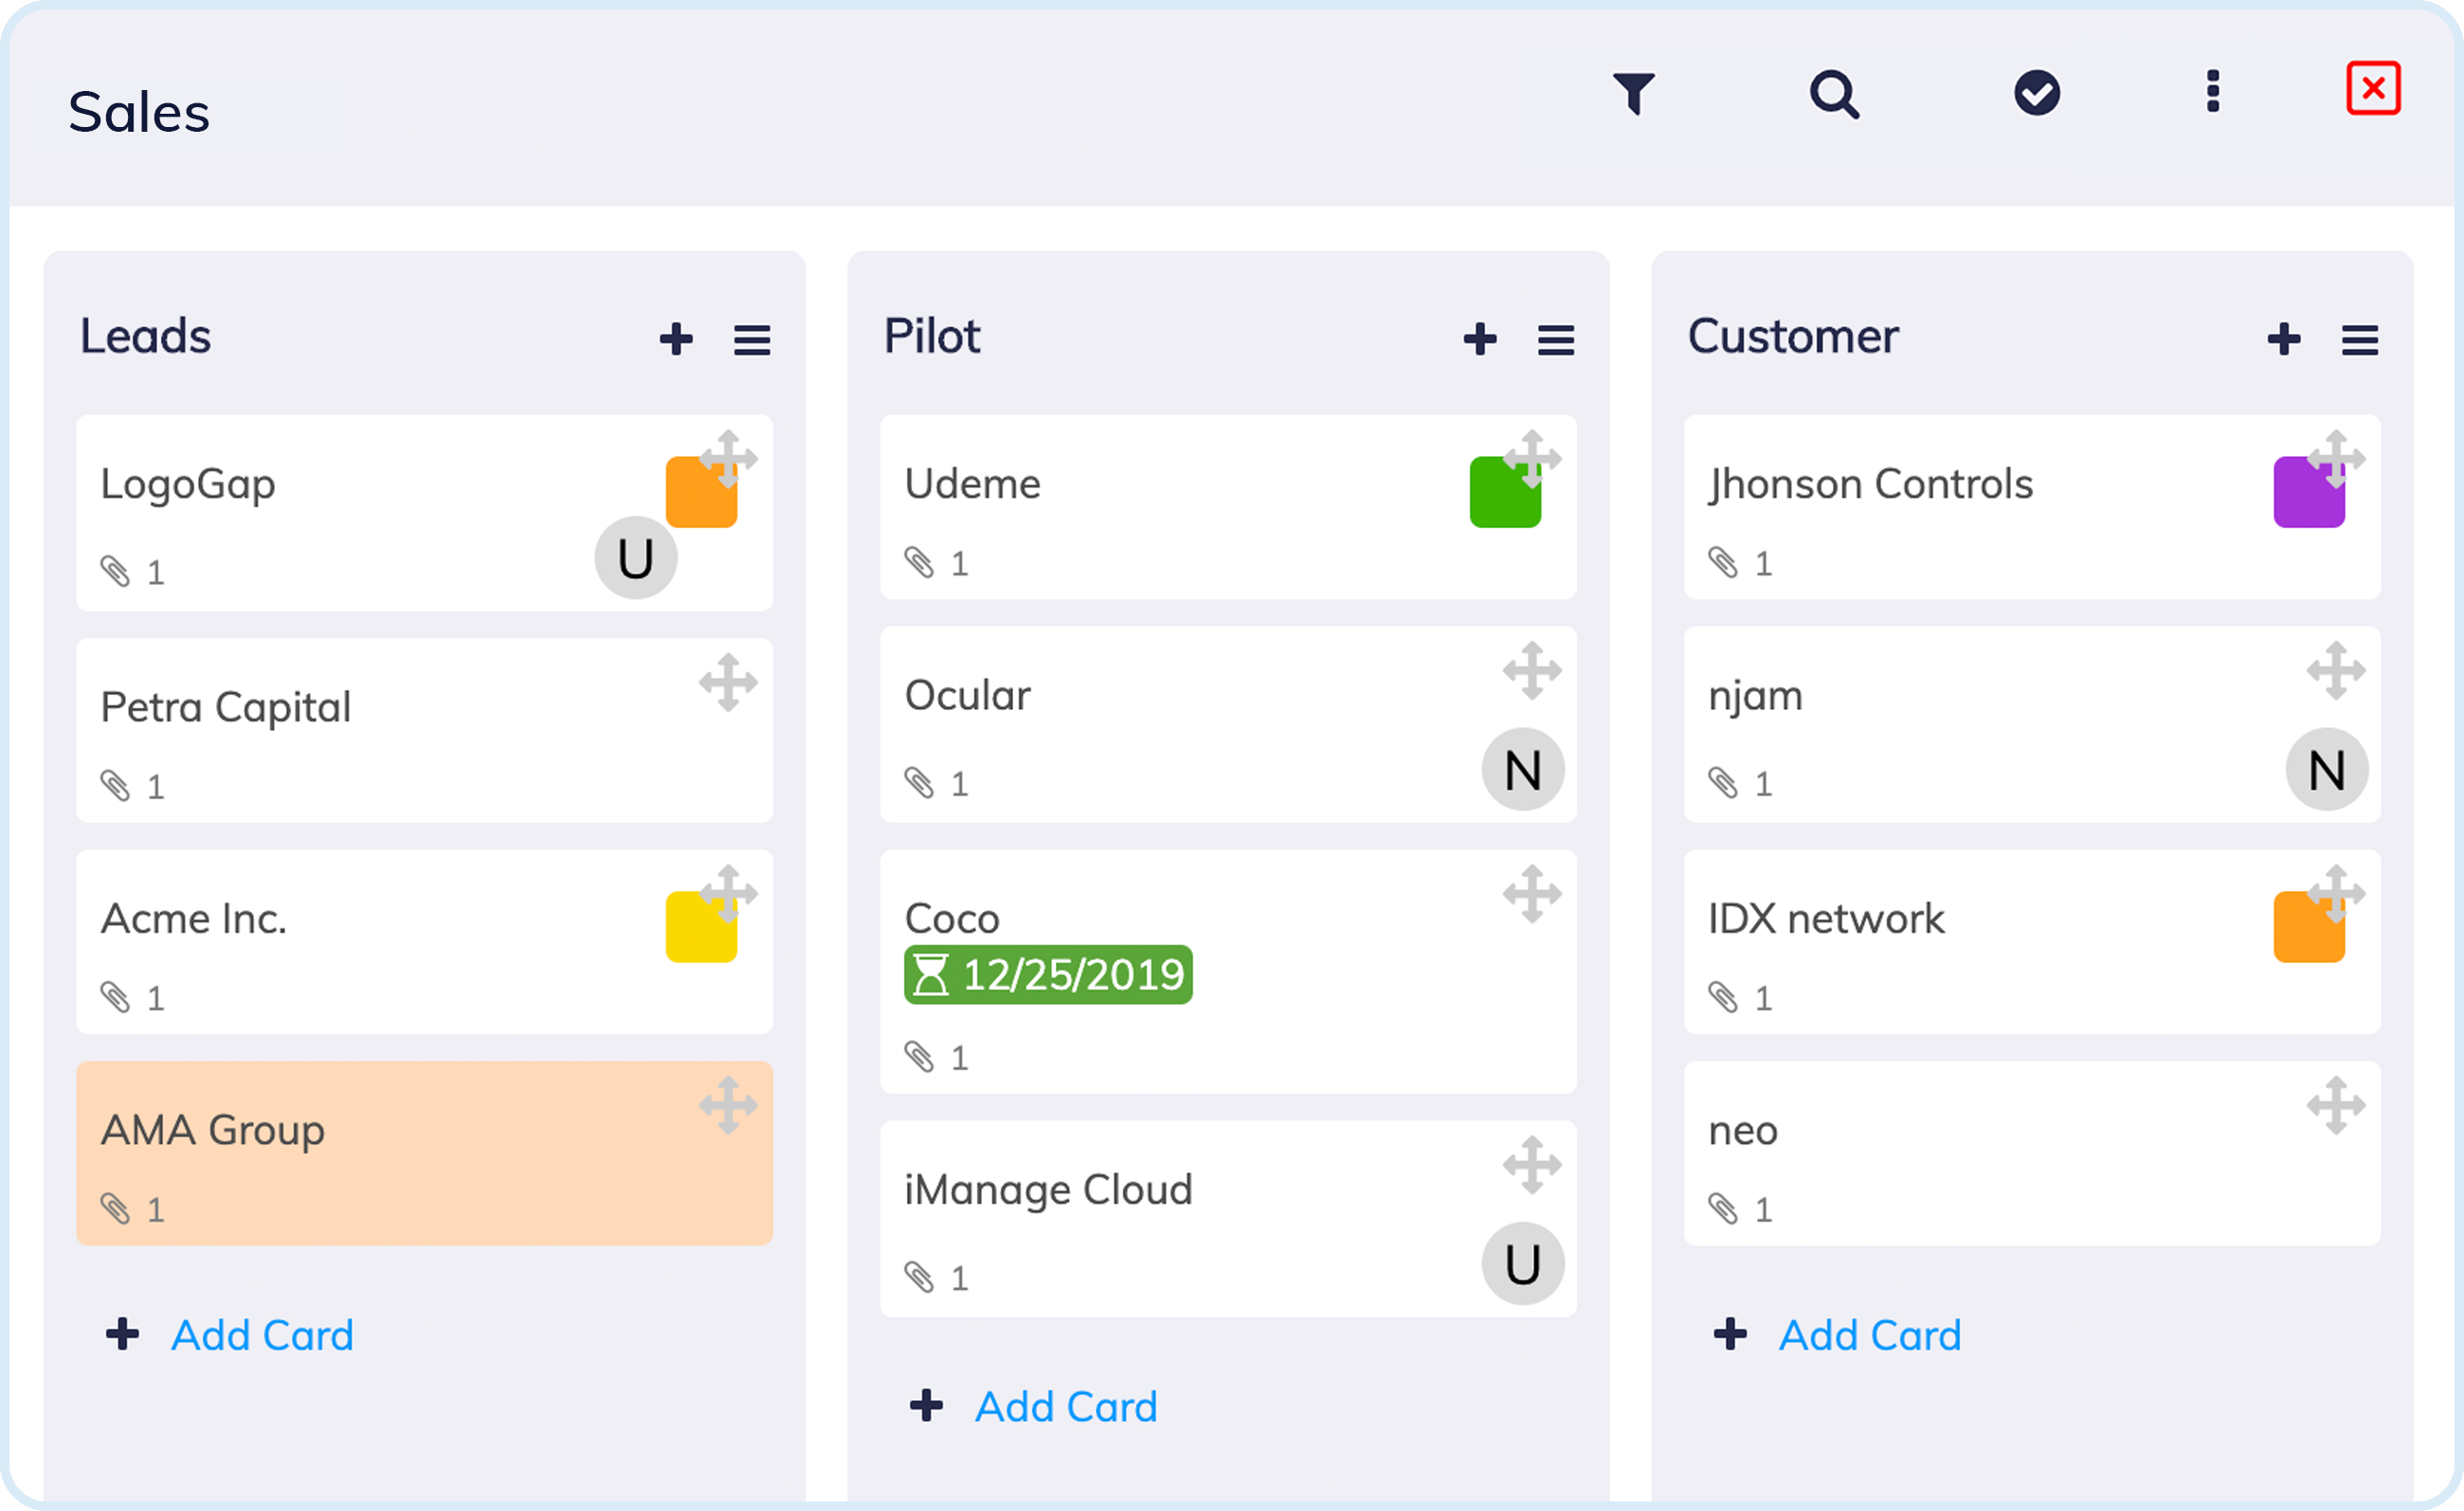 Sales
Leads
LogoGap
1
U
Petra Capital
1
Acme Inc.
1
AMA Group
1
Add Card
Pilot
Udeme
1
Ocular
1
N
Coco
12/25/2019
1
iManage Cloud
1
U
Add Card
Customer
Jhonson Controls
1
njam
1
N
IDX network
1
neo
1
Add Card